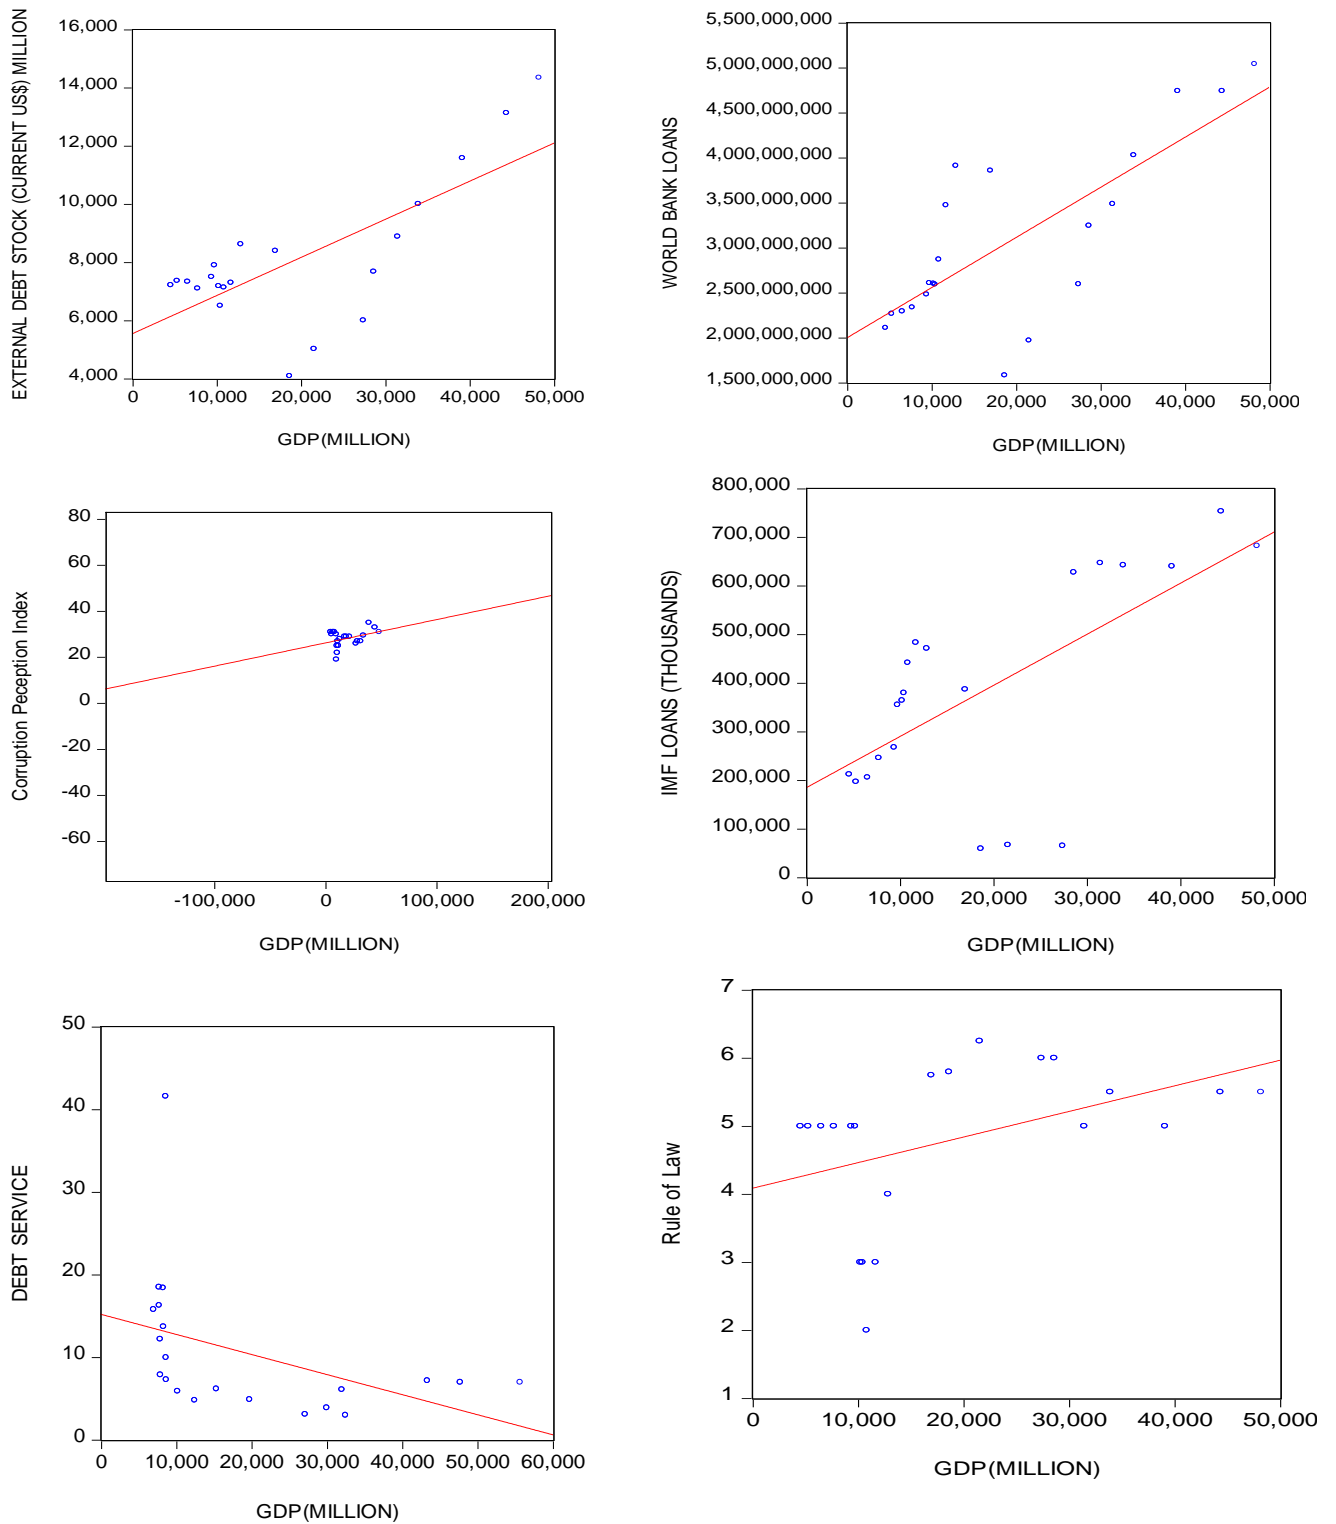 EXTERNAL DEBT STOCK (CURRENT US$) MILLION
16,000
14,000
12,000
10,000
8,000
6,000
4,000
0 10,000 20,000 30,000 40,000 50,000
GDP(MILLION)
WORLD BANK LOANS
5,500,000,000
5,000,000,000
4,500,000,000
4,000,000,000
3,500,000,000
3,000,000,000
2,500,000,000
2,000,000,000
1,500,000,000
0 10,000 20,000 30,000 40,000 50,000
GDP(MILLION)
Corruption Peception Index
80
60
40
20
0
-20
-40
-60
-100,000 0 100,000 200,000
GDP(MILLION)
IMF LOANS (THOUSANDS)
800,000
700,000
600,000
500,000
400,000
300,000
200,000
100,000
0
0 10,000 20,000 30,000 40,000 50,000
GDP(MILLION)
DEBT SERVICE
50
40
30
20
10
0
0 10,000 20,000 30,000 40,000 50,000 60,000
GDP(MILLION)
Rule of Law
7
6
5
4
3
2
1
0 10,000 20,000 30,000 40,000 50,000
GDP(MILLION)